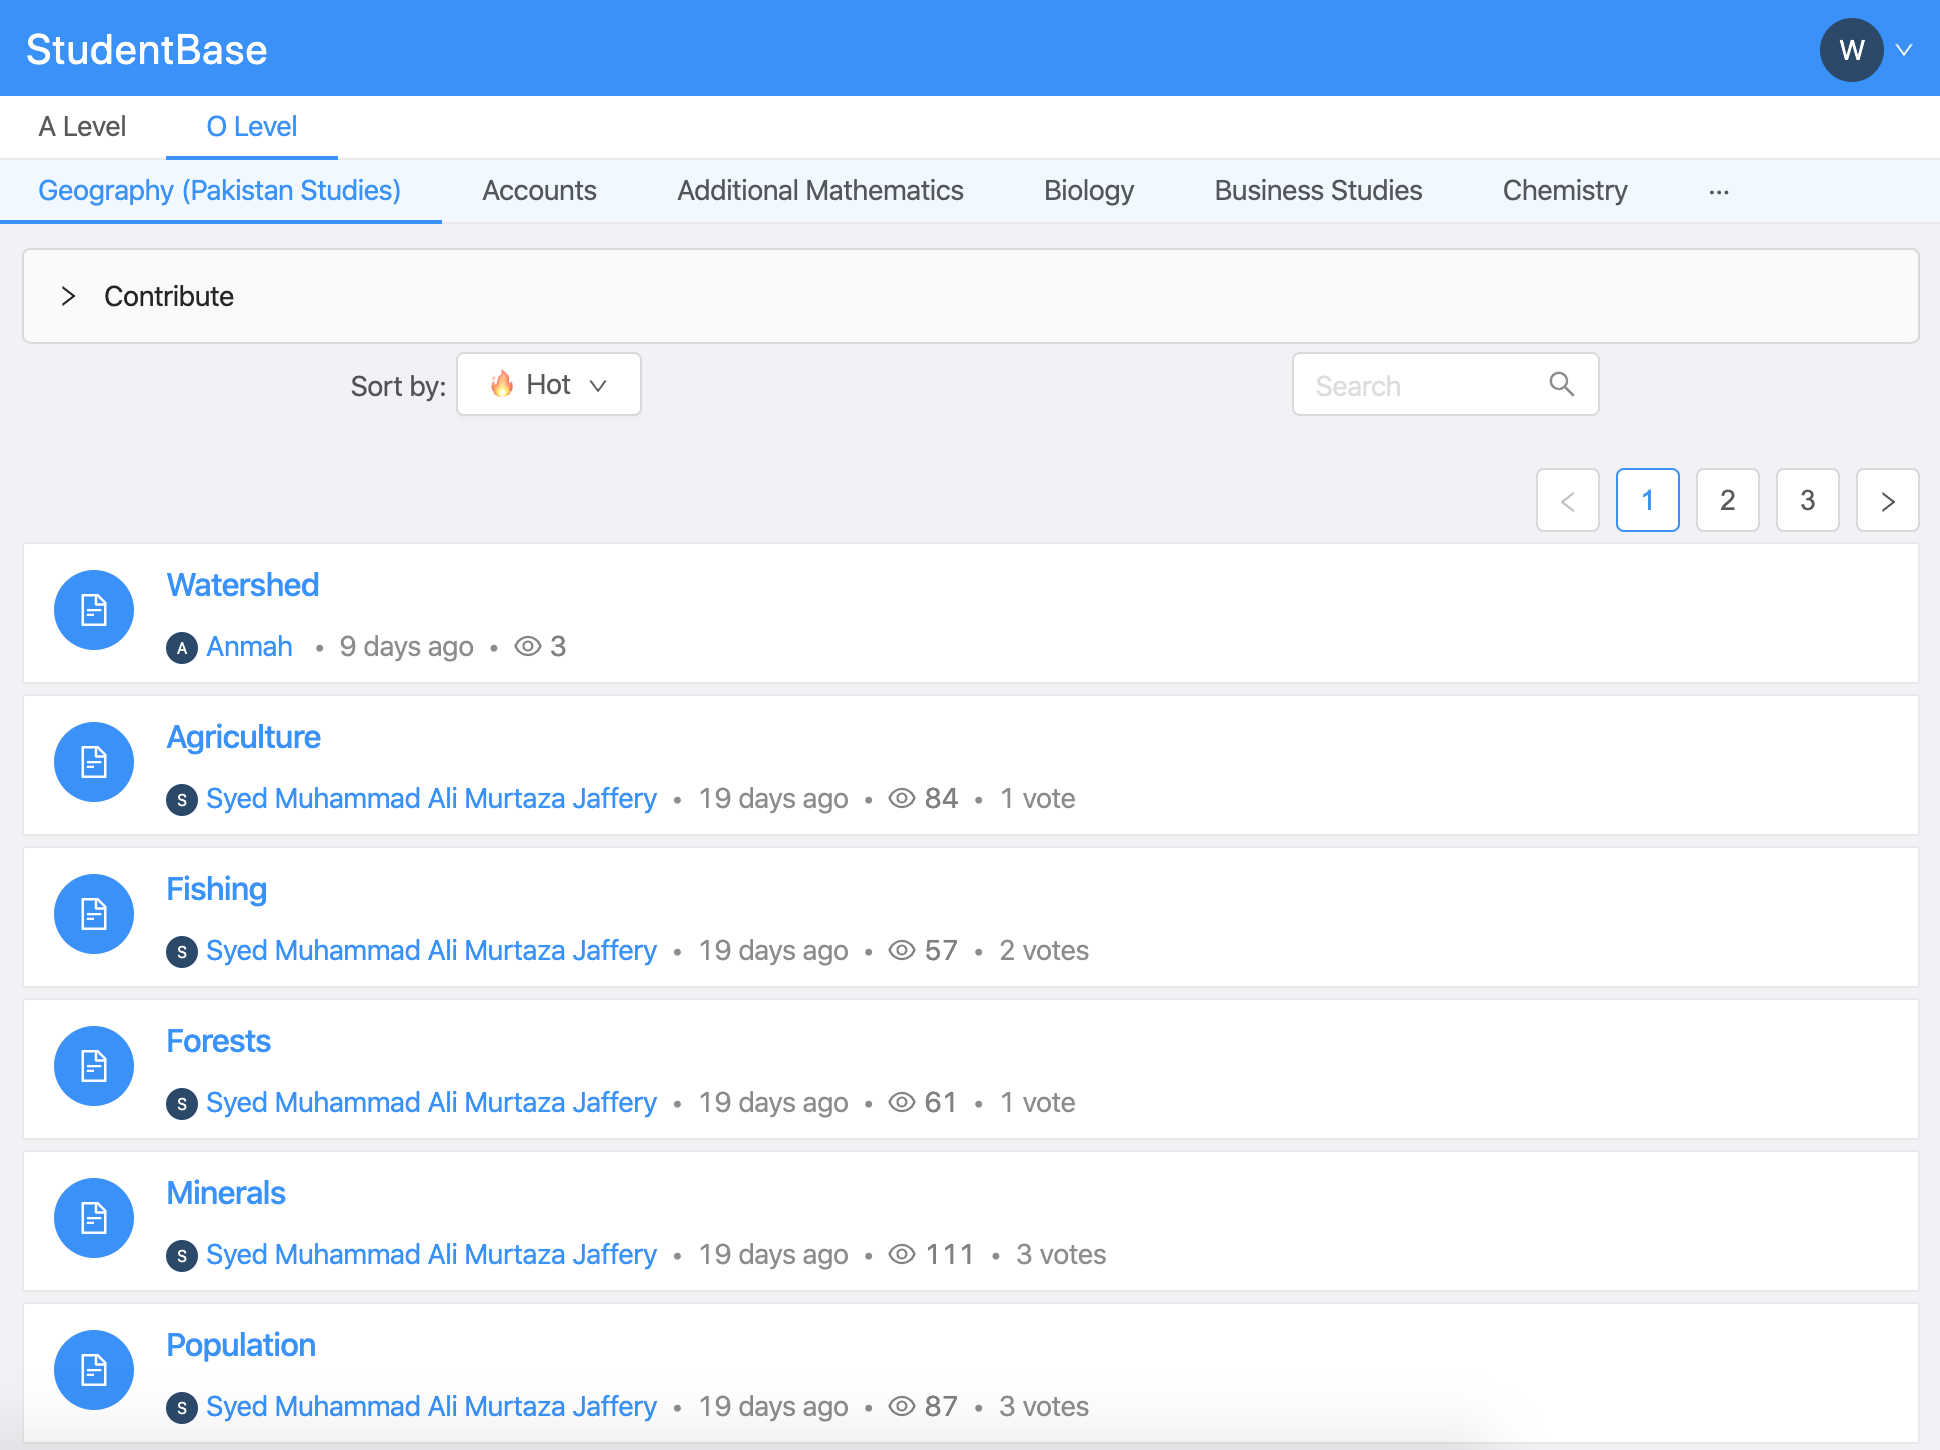 StudentBase
W
A Level O Level
Geography (Pakistan Studies) Accounts Additional Mathematics Biology Business Studies Chemistry ...
> Contribute
Sort by: 🔥 Hot
Search
< 1 2 3 >
Watershed
A Anmah • 9 days ago • 3
Agriculture
S Syed Muhammad Ali Murtaza Jaffery • 19 days ago • 84 • 1 vote
Fishing
S Syed Muhammad Ali Murtaza Jaffery • 19 days ago • 57 • 2 votes
Forests
S Syed Muhammad Ali Murtaza Jaffery • 19 days ago • 61 • 1 vote
Minerals
S Syed Muhammad Ali Murtaza Jaffery • 19 days ago • 111 • 3 votes
Population
S Syed Muhammad Ali Murtaza Jaffery • 19 days ago • 87 • 3 votes